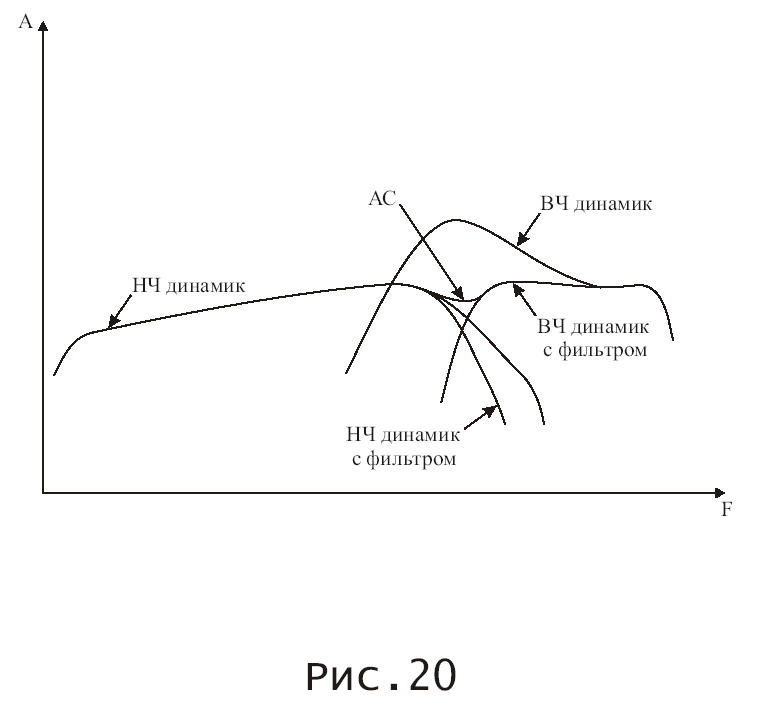 А
АС
ВЧ динамик
НЧ динамик
ВЧ динамик
с фильтром
НЧ динамик
с фильтром
F
Рис.20